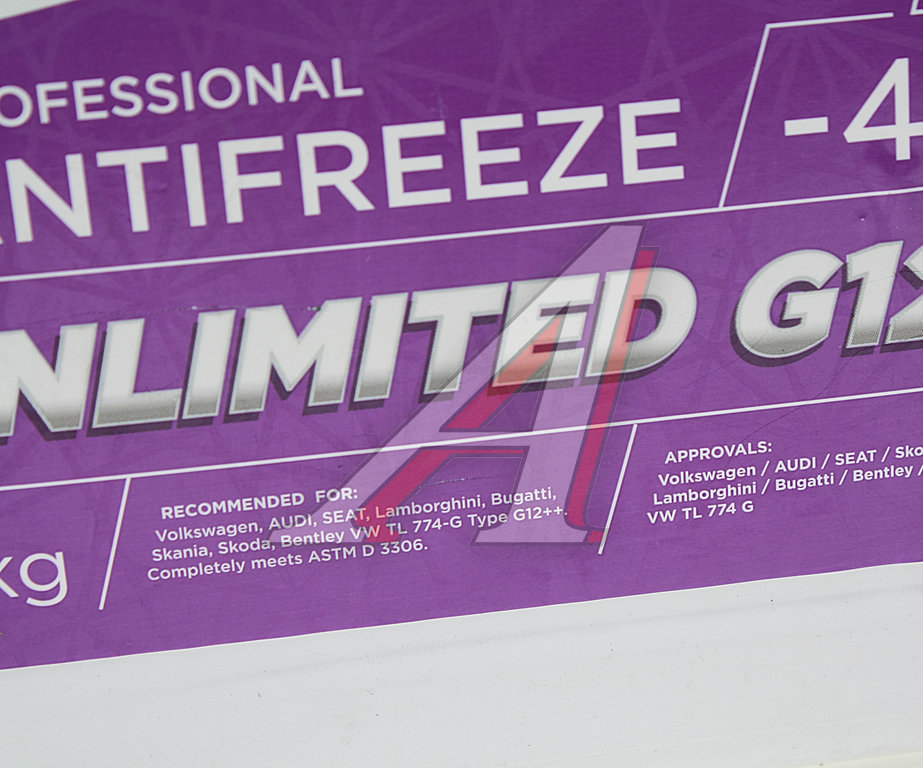 OFESSIONAL
NTIFREEZE
-4
NLIMITED G1
RECOMMENDED FOR:
Volkswagen, AUDI, SEAT, Lamborghini, Bugatti,
Skania, Skoda, Bentley VW TL 774-G Type G12++.
Completely meets ASTM D 3306.
APPROVALS:
Volkswagen / AUDI / SEAT / Sko
Lamborghini / Bugatti / Bentley /
VW TL 774 G
kg